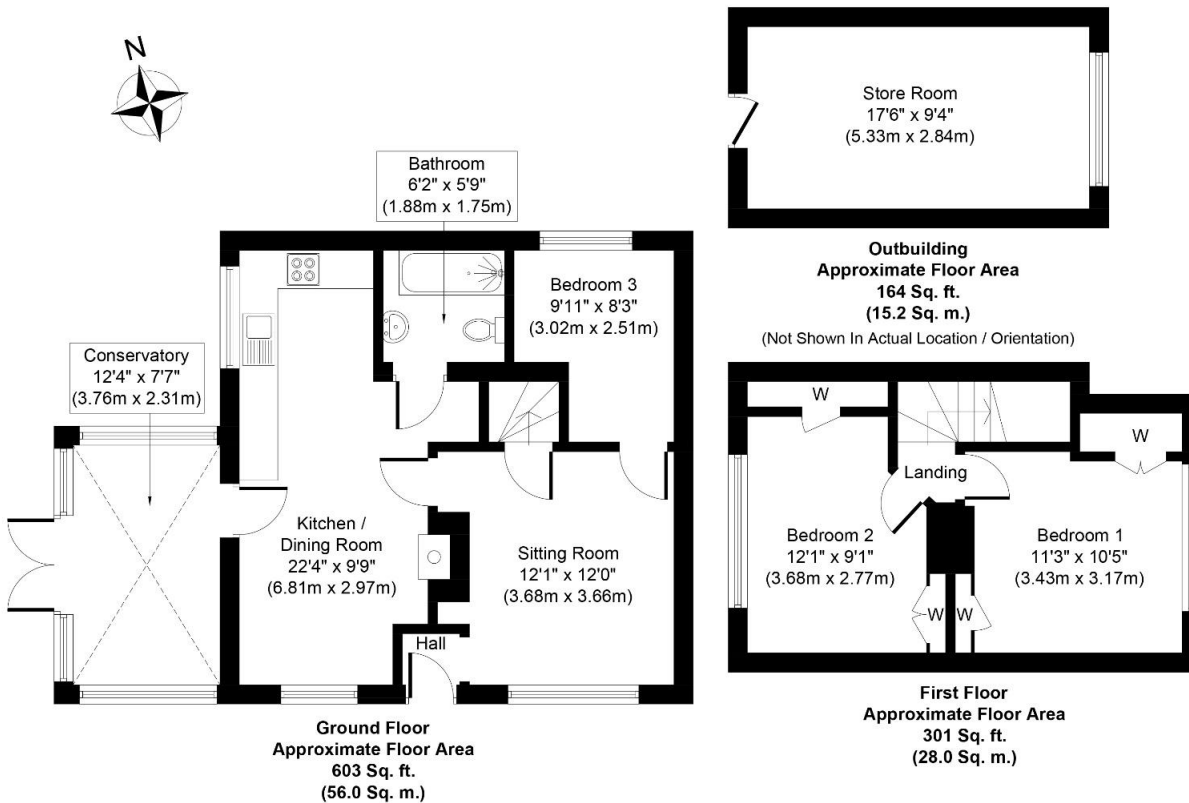 N
Store Room
17'6" x 9'4"
(5.33m x 2.84m)
Outbuilding
Approximate Floor Area
164 Sq. ft.
(15.2 Sq. m.)
(Not Shown In Actual Location / Orientation)
Bathroom
6'2" x 5'9"
(1.88m x 1.75m)
Bedroom 3
9'11" x 8'3"
(3.02m x 2.51m)
Conservatory
12'4" x 7'7"
(3.76m x 2.31m)
Kitchen /
Dining Room
22'4" x 9'9"
(6.81m x 2.97m)
Sitting Room
12'1" x 12'0"
(3.68m x 3.66m)
Hall
Ground Floor
Approximate Floor Area
603 Sq. ft.
(56.0 Sq. m.)
W
W
Landing
Bedroom 2
12'1" x 9'1"
(3.68m x 2.77m)
Bedroom 1
11'3" x 10'5"
(3.43m x 3.17m)
W
W
First Floor
Approximate Floor Area
301 Sq. ft.
(28.0 Sq. m.)